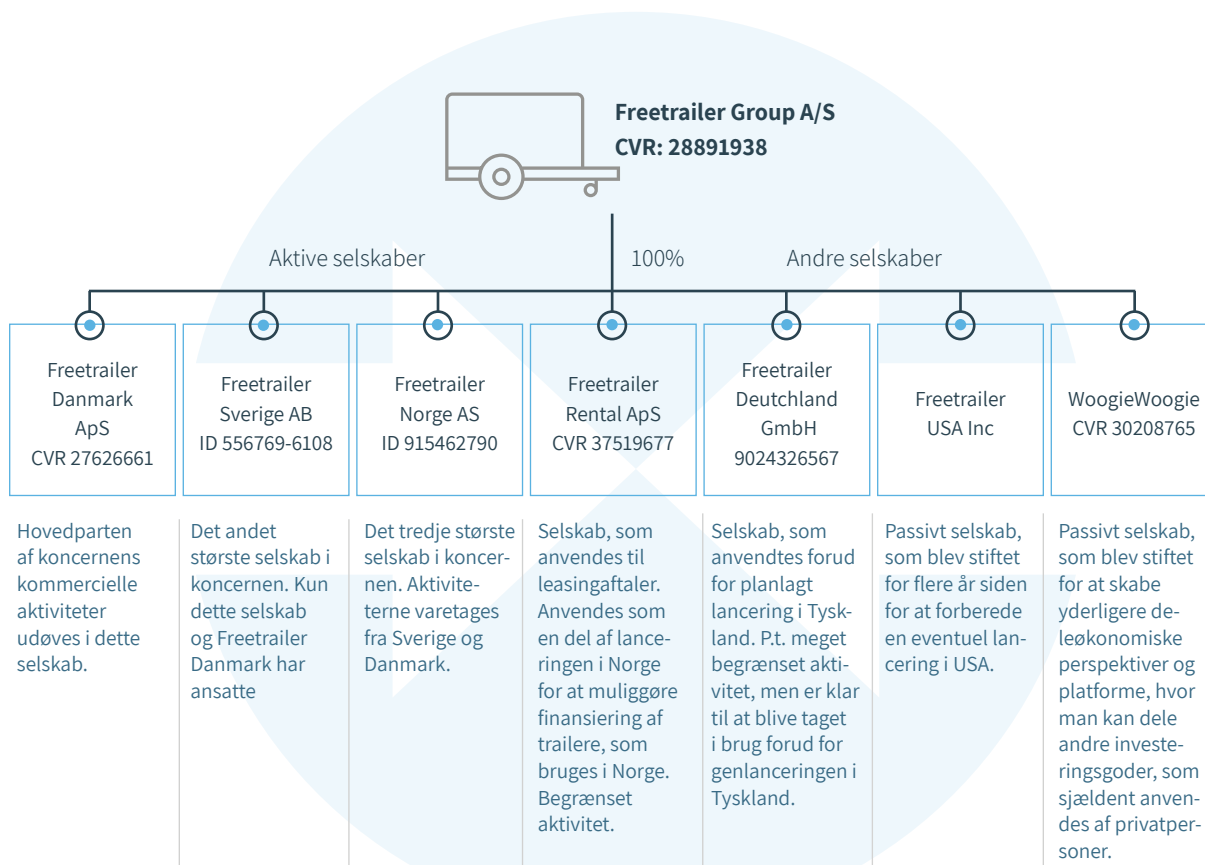 Freetrailer Group A/S
CVR: 28891938
Aktive selskaber
100%
Andre selskaber
Freetrailer
Danmark
ApS
CVR 27626661
Freetrailer
Sverige AB
ID 556769-6108
Freetrailer
Norge AS
ID 915462790
Freetrailer
Rental ApS
CVR 37519677
Freetrailer
Deutchland
GmbH
9024326567
Freetrailer
USA Inc
WoogieWoogie
CVR 30208765
Hovedparten
af koncernens
kommercielle
aktiviteter
udøves i dette
selskab.
Det andet
største selskab i
koncernen. Kun
dette selskab
og Freetrailer
Danmark har
ansatte
Det tredje største
selskab i koncer-
nen. Aktivite-
terne varetages
fra Sverige og
Danmark.
Selskab, som
anvendes til
leasingaftaler.
Anvendes som
en del af lance-
ringen i Norge
for at muliggøre
finansiering af
trailere, som
bruges i Norge.
Begrænset
aktivitet.
Selskab, som
anvendtes forud
for planlagt
lancering i Tysk-
land. P.t. meget
begrænset akti-
vitet, men er klar
til at blive taget
i brug forud for
genlanceringen i
Tyskland.
Passivt selskab,
som blev stiftet
for flere år siden
for at forberede
en eventuel lan-
cering i USA.
Passivt selskab,
som blev stiftet
for at skabe
yderligere de-
leøkonomiske
perspektiver og
platforme, hvor
man kan dele
andre investe-
ringsgoder, som
sjældent anven-
des af privatper-
soner.